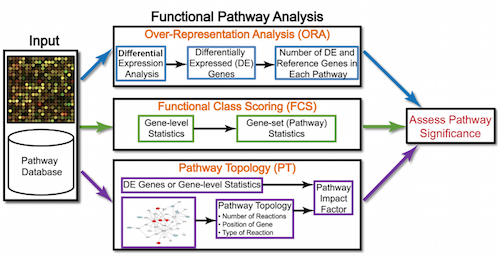 Functional Pathway Analysis
Input
Pathway
Database
Over-Representation Analysis (ORA)
Differential
Expression
Analysis
Differentially
Expressed (DE)
Genes
Number of DE and
Reference Genes in
Each Pathway
Functional Class Scoring (FCS)
Gene-level
Statistics
Gene-set (Pathway)
Statistics
Pathway Topology (PT)
DE Genes or Gene-level Statistics
Pathway Topology
• Number of Reactions
• Position of Gene
• Type of Reaction
Pathway
Impact
Factor
Assess Pathway
Significance